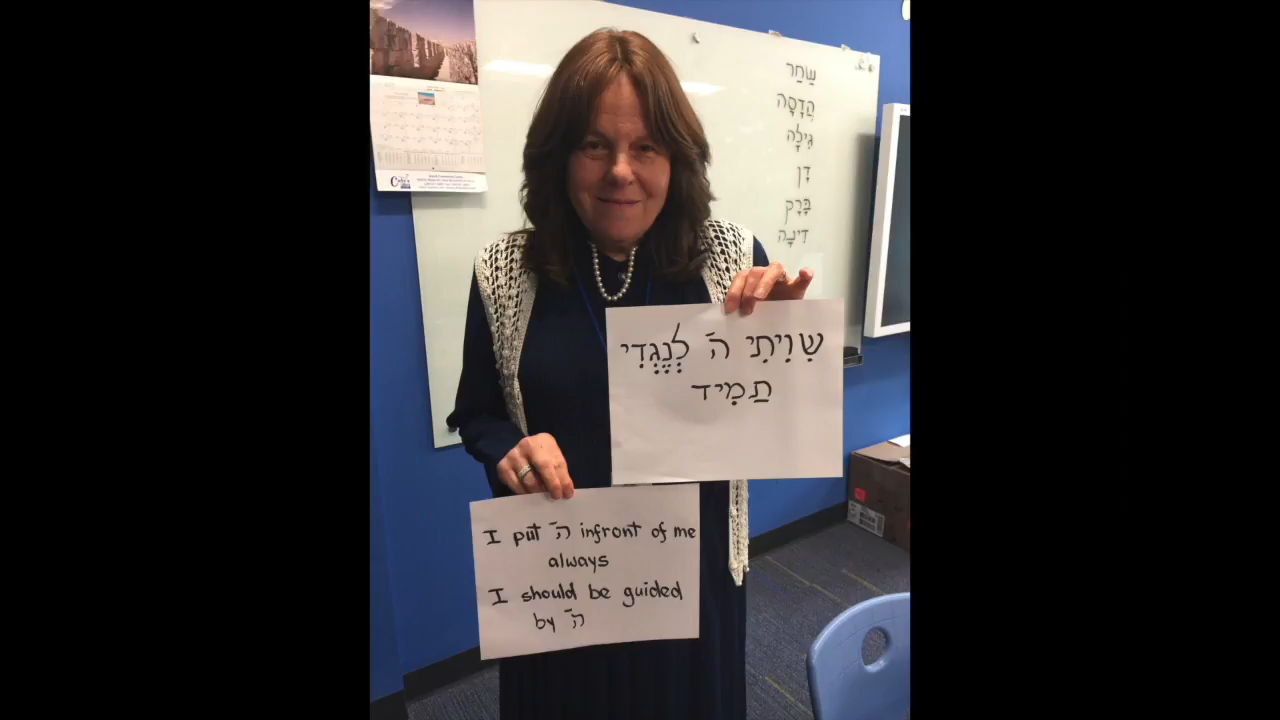 שַׁחַר
הֲדָסָה
גִילָה
דָן
בָּרָק
דִינָה
שִׁוִיתִי ה' לְנֶגְדִי
תַמִיד
I put ה' infront of me
always
I should be guided
by ה'